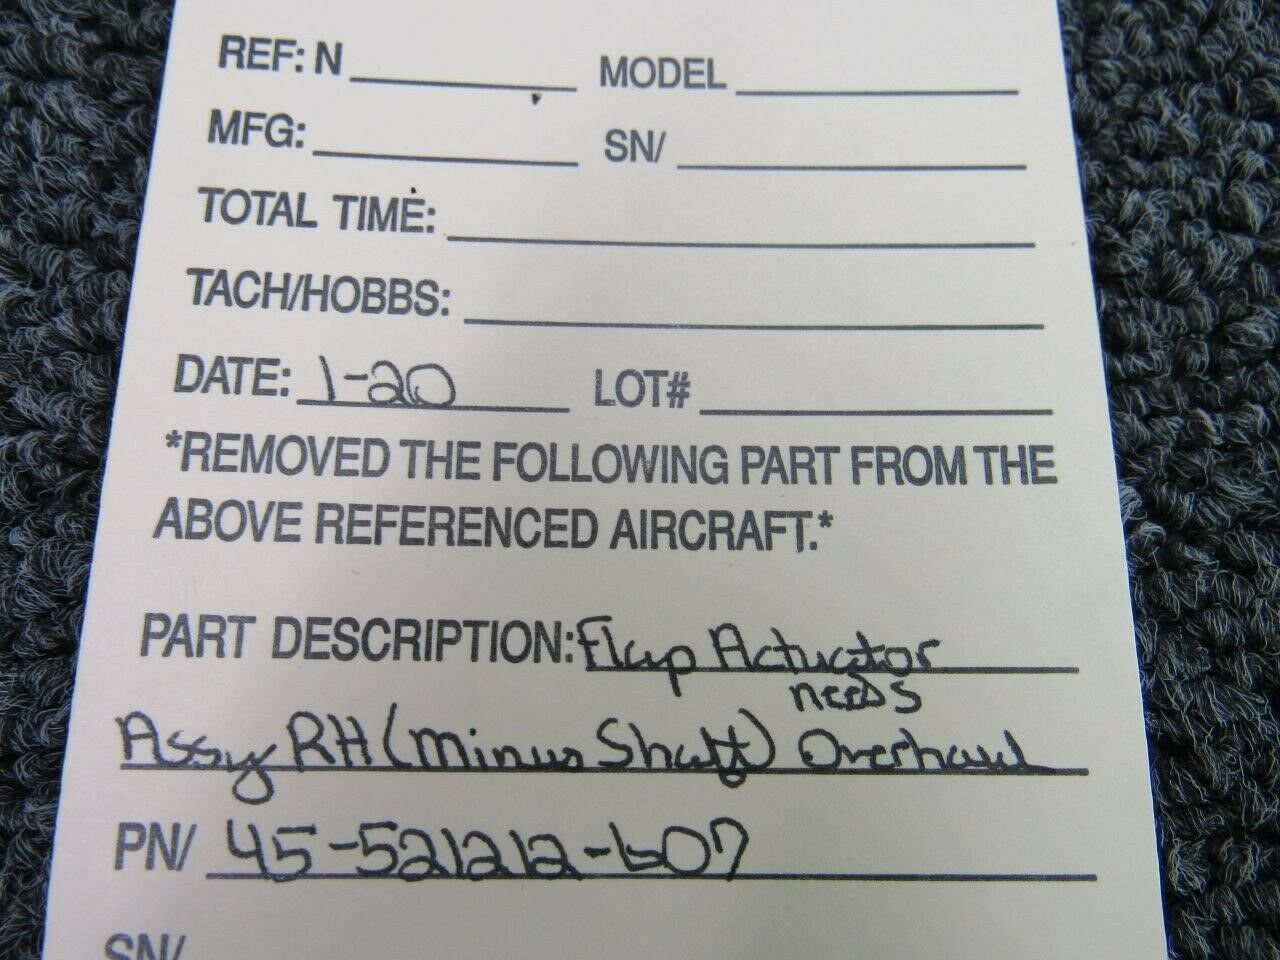 REF: N MODEL
MFG: SN/
TOTAL TIME:
TACH/HOBBS:
DATE: 1-20 LOT#
*REMOVED THE FOLLOWING PART FROM THE
ABOVE REFERENCED AIRCRAFT.*
PART DESCRIPTION: Flap Actuator
needs
Assy RH (minus Shaft) Overhaul
PN/ 45-521212-607
SN/